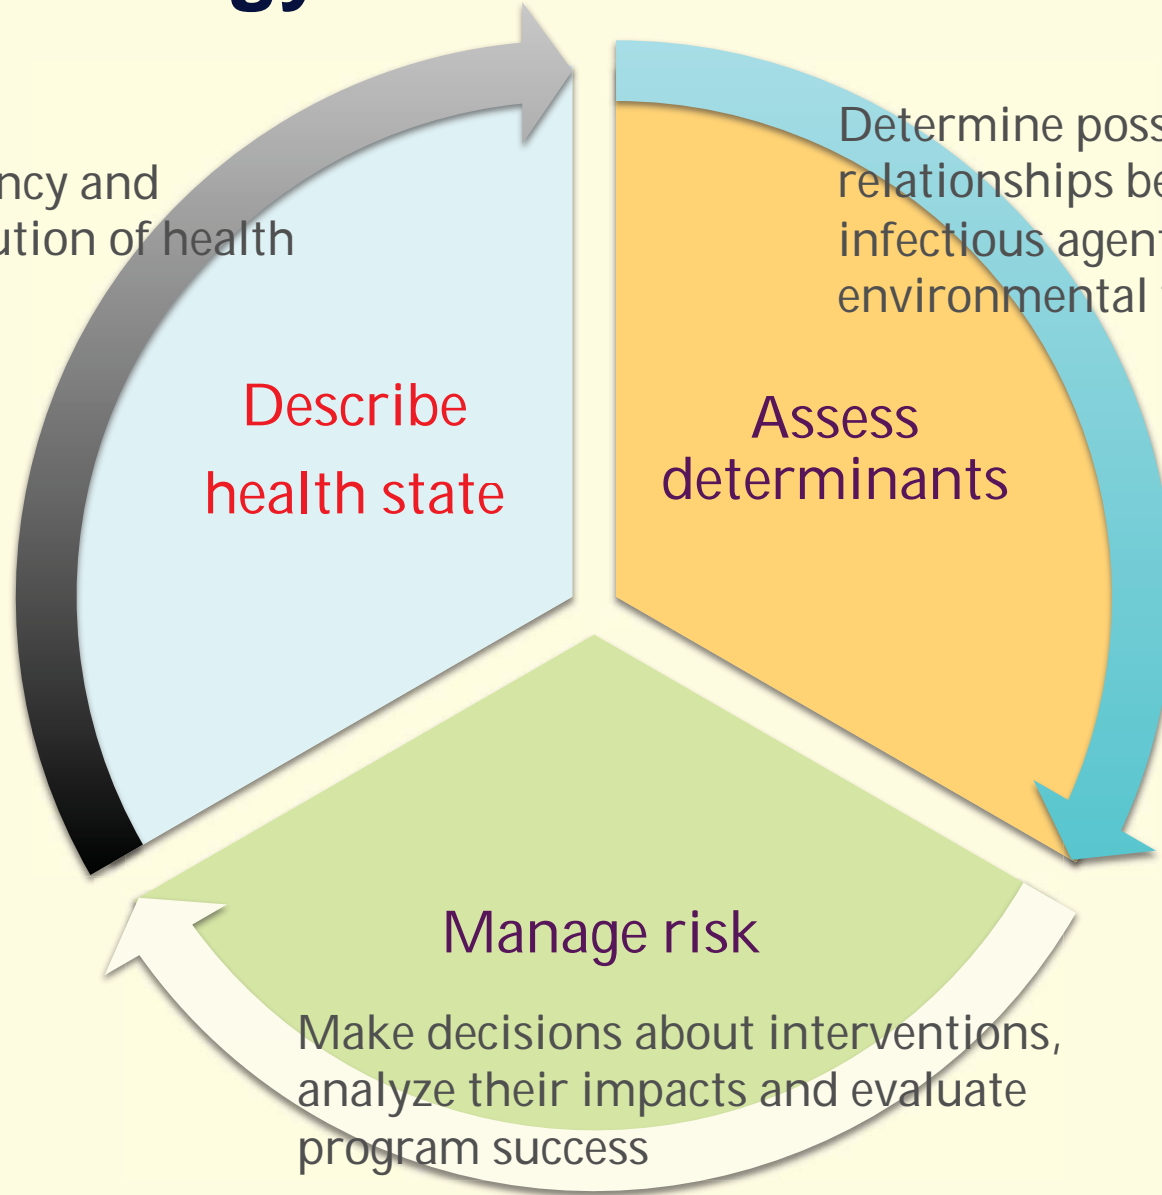 ncy and
ution of health
Determine poss
relationships be
infectious agent
environmental
Describe
health state
Assess
determinants
Manage risk
Make decisions about interventions,
analyze their impacts and evaluate
program success